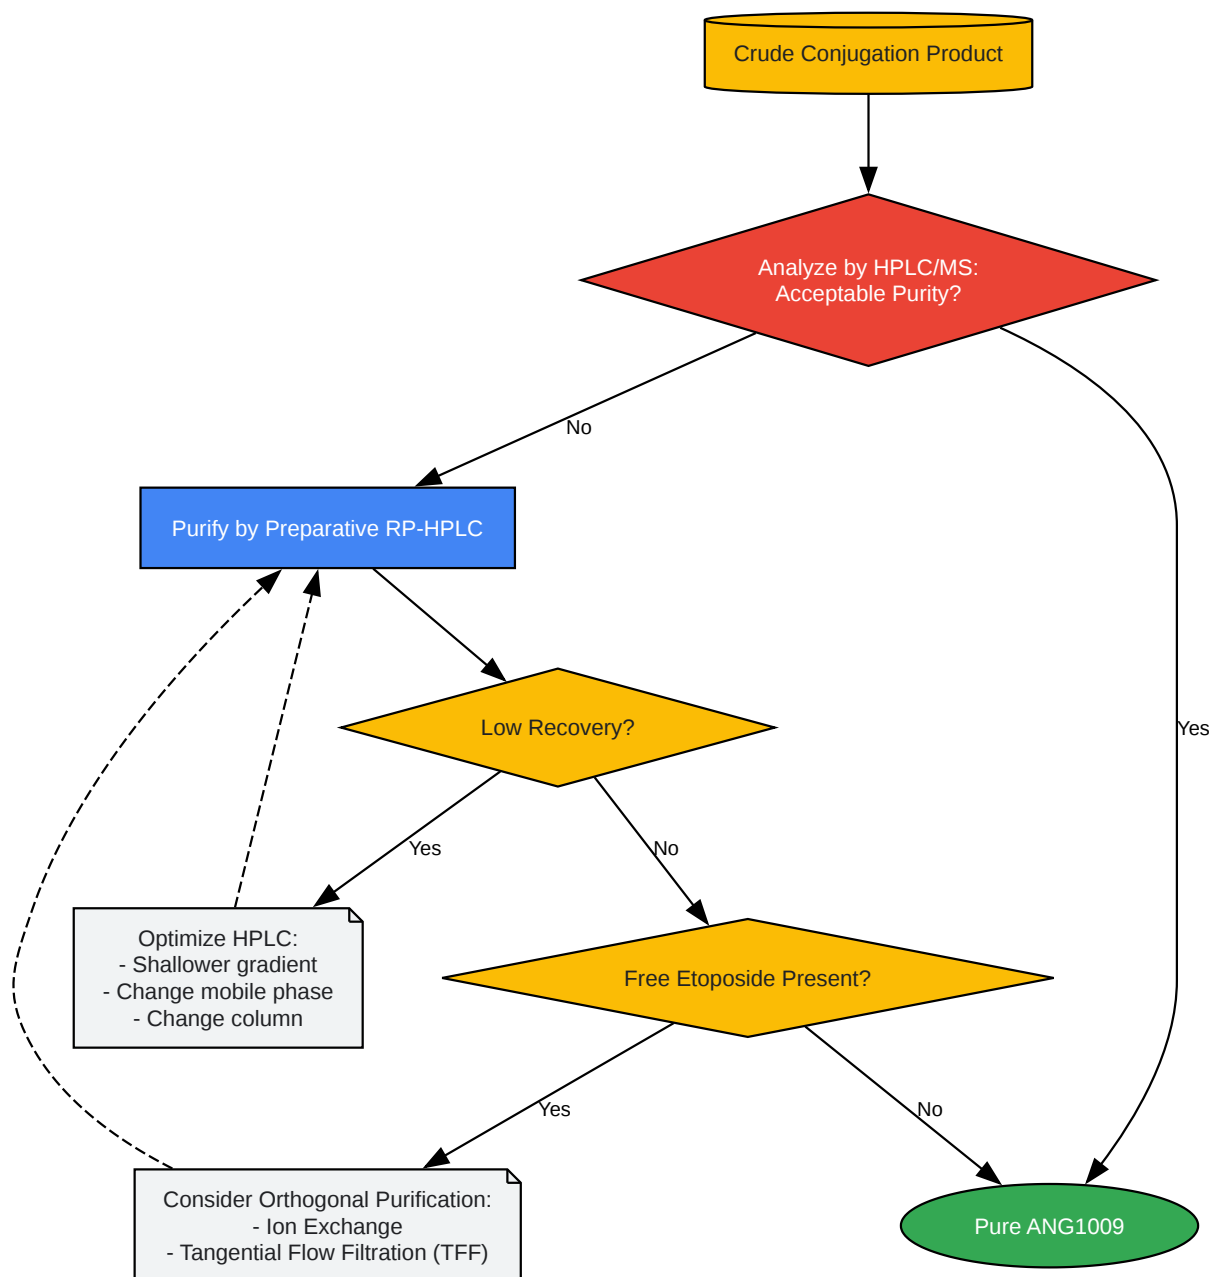 Crude Conjugation Product
Analyze by HPLC/MS:
Acceptable Purity?
No
Purify by Preparative RP-HPLC
Low Recovery?
Yes
Yes
No
Optimize HPLC:
- Shallower gradient
- Change mobile phase
- Change column
Free Etoposide Present?
Yes
No
Consider Orthogonal Purification:
- Ion Exchange
- Tangential Flow Filtration (TFF)
Pure ANG1009